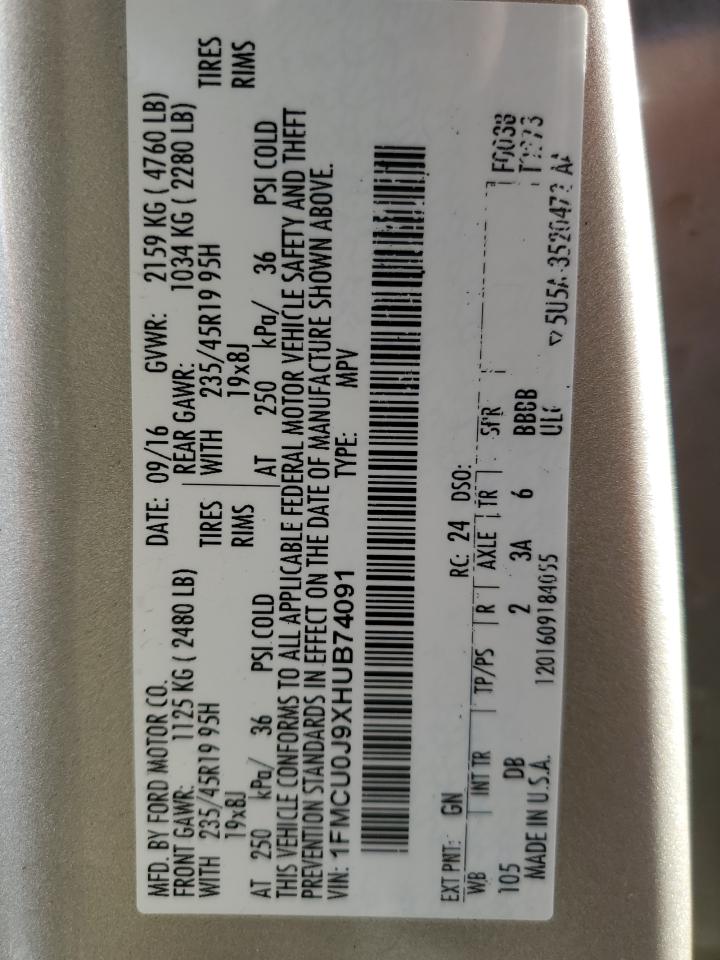 MFD. BY FORD MOTOR CO.
DATE: 09/16 GVWR: 2159 KG ( 4760 LB)
FRONT GAWR: 1125 KG ( 2480 LB)
REAR GAWR: 1034 KG ( 2280 LB)
WITH 235/45R19 95H TIRES
WITH 235/45R19 95H TIRES
19x8J RIMS
19x8J RIMS
AT 250 kPa/ 36 PSI COLD
AT 250 kPa/ 36 PSI COLD
THIS VEHICLE CONFORMS TO ALL APPLICABLE FEDERAL MOTOR VEHICLE SAFETY AND THEFT
PREVENTION STANDARDS IN EFFECT ON THE DATE OF MANUFACTURE SHOWN ABOVE.
VIN: 1FMCU0J9XHUB74091 TYPE: MPV
EXT PNT: GN RC: 24 DSO:
WB INT TR TP/PS R AXLE TR SPR
105 DB 2 3A 6 BBBB
MADE IN U.S.A. 1201609184055